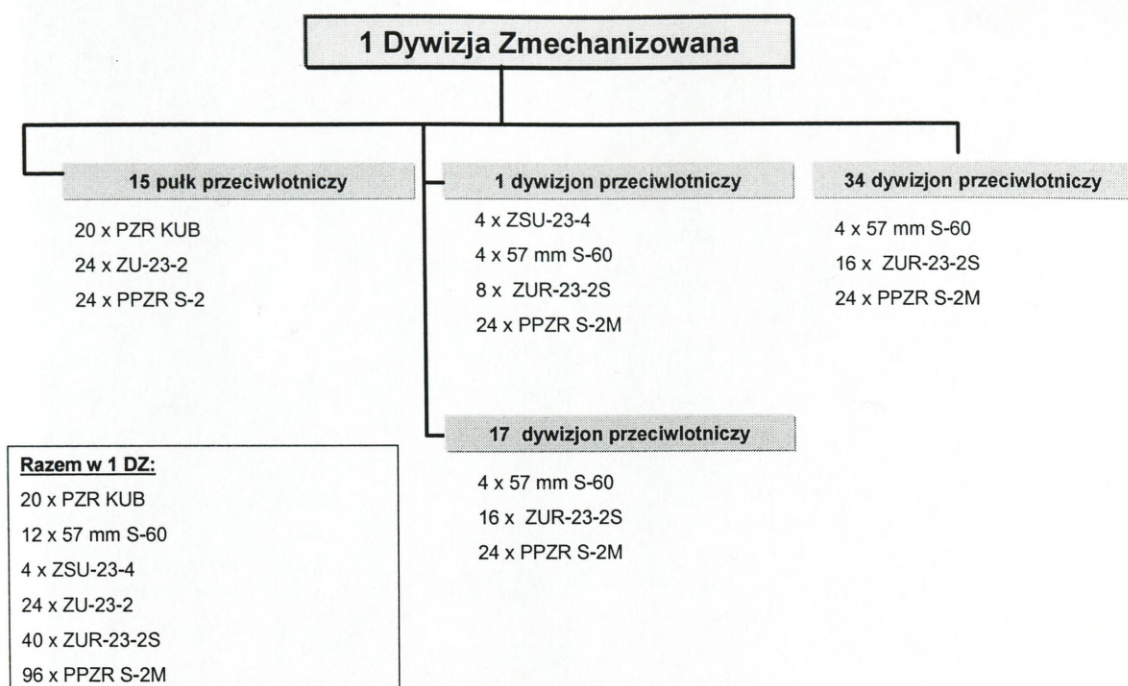 1 Dywizja Zmechanizowana
15 pułk przeciwlotniczy
20 x PZR KUB
24 x ZU-23-2
24 x PPZR S-2
1 dywizjon przeciwlotniczy
4 x ZSU-23-4
4 x 57 mm S-60
8 x ZUR-23-2S
24 x PPZR S-2M
34 dywizjon przeciwlotniczy
4 x 57 mm S-60
16 x ZUR-23-2S
24 x PPZR S-2M
17 dywizjon przeciwlotniczy
4 x 57 mm S-60
16 x ZUR-23-2S
24 x PPZR S-2M
Razem w 1 DZ:
20 x PZR KUB
12 x 57 mm S-60
4 x ZSU-23-4
24 x ZU-23-2
40 x ZUR-23-2S
96 x PPZR S-2M